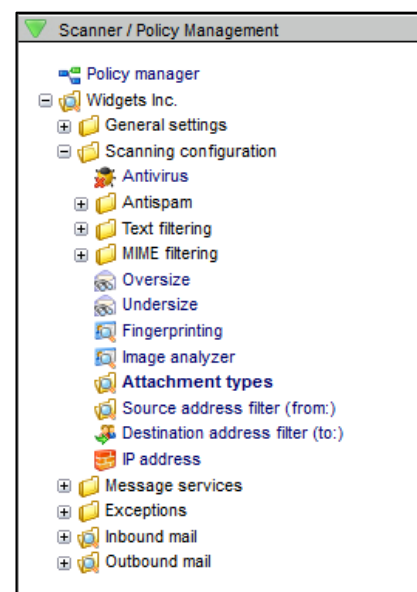 Scanner / Policy Management
Policy manager
Widgets Inc.
General settings
Scanning configuration
Antivirus
Antispam
Text filtering
MIME filtering
Oversize
Undersize
Fingerprinting
Image analyzer
Attachment types
Source address filter (from:)
Destination address filter (to:)
IP address
Message services
Exceptions
Inbound mail
Outbound mail